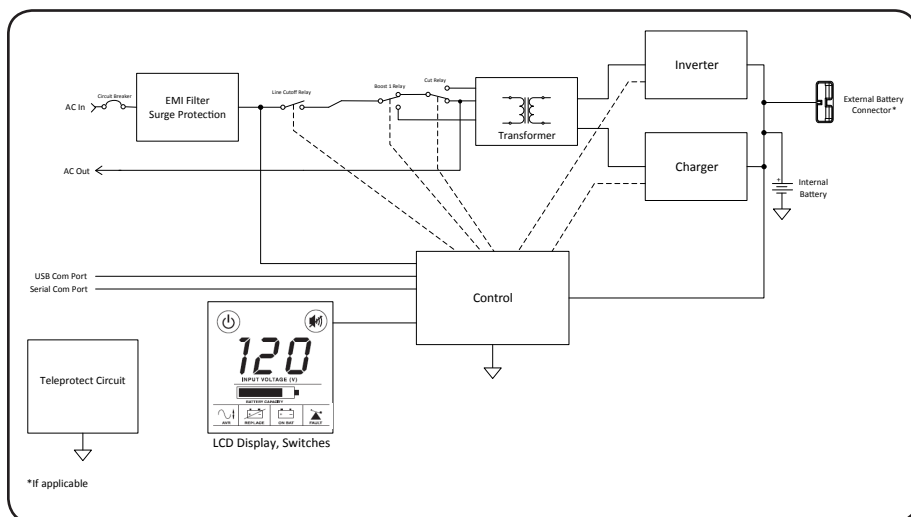 Circuit Breaker
AC In
EMI Filter
Surge Protection
Line Cutoff Relay
Boost 1 Relay
Cut Relay
Transformer
Inverter
External Battery
Connector*
Charger
Internal
Battery
+
AC Out
USB Com Port
Serial Com Port
Control
120
INPUT VOLTAGE (V)
BATTERY CAPACITY
AVR
REPLACE
ON BAT
FAULT
LCD Display, Switches
Teleprotect Circuit
*If applicable